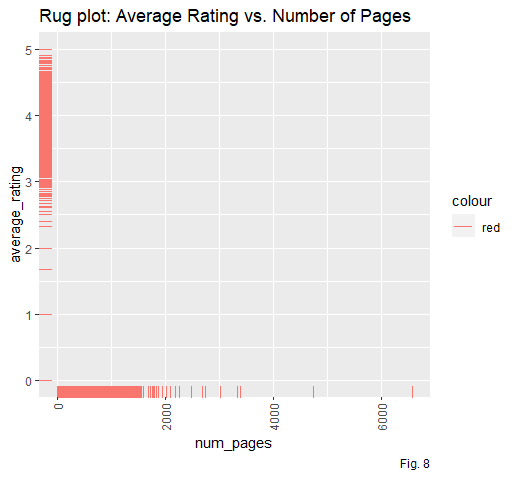 Rug plot: Average Rating vs. Number of Pages
5
4
3
2
1
0
average_rating
0
2000
4000
6000
num_pages
colour
red
Fig. 8